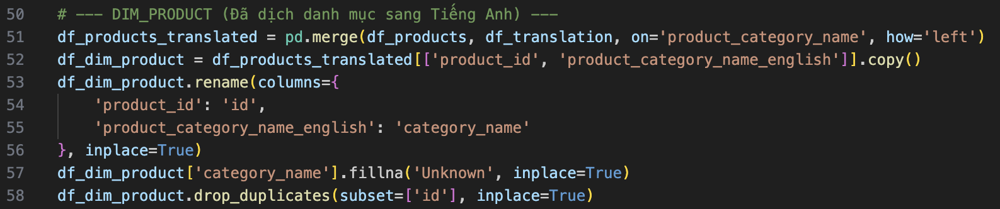 50 # --- DIM_PRODUCT (Đã dịch danh mục sang Tiếng Anh) ---
51 df_products_translated = pd.merge(df_products, df_translation, on='product_category_name', how='left')
52 df_dim_product = df_products_translated[['product_id', 'product_category_name_english']].copy()
53 df_dim_product.rename(columns={
54     'product_id': 'id',
55     'product_category_name_english': 'category_name'
56 }, inplace=True)
57 df_dim_product['category_name'].fillna('Unknown', inplace=True)
58 df_dim_product.drop_duplicates(subset=['id'], inplace=True)